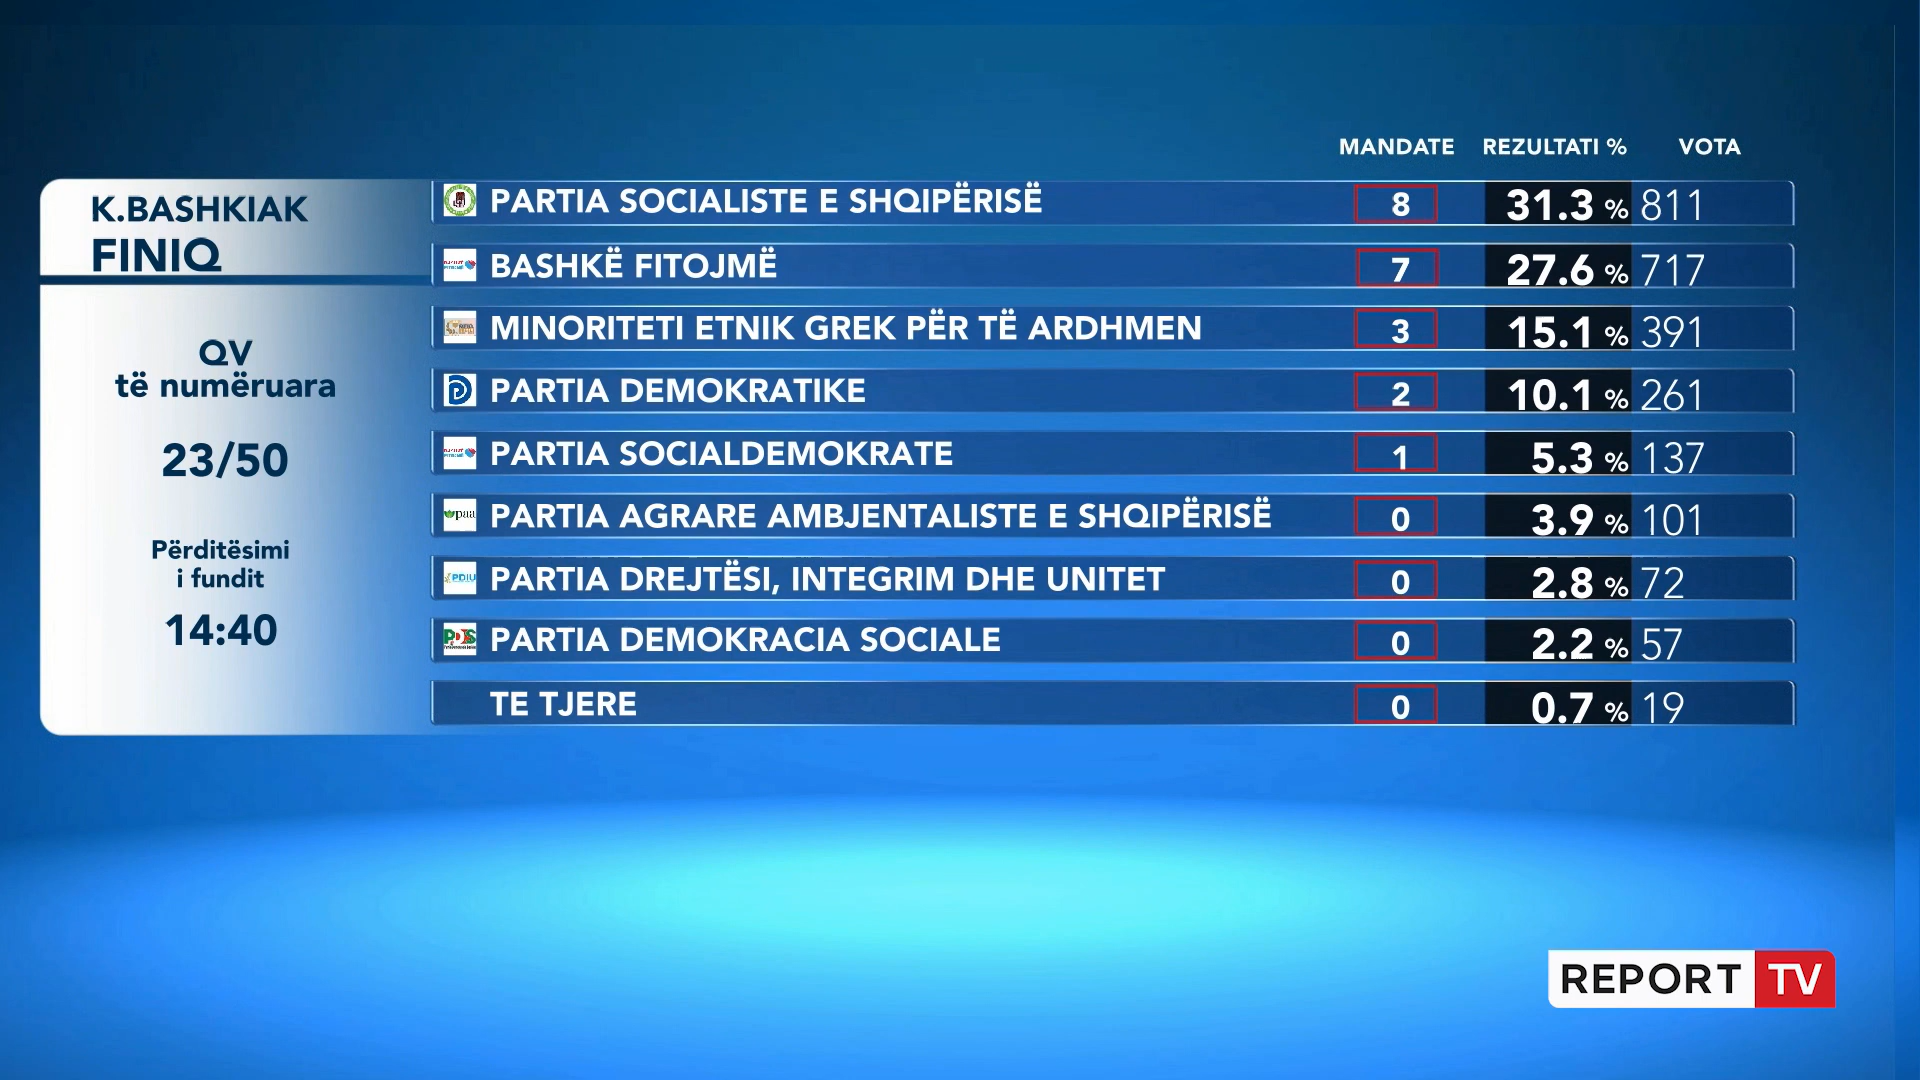 MANDATE REZULTATI % VOTA
K.BASHKIAK
FINIQ
QV
të numëruara
23/50
Përditësimi
i fundit
14:40
PARTIA SOCIALISTE E SHQIPËRISË 8 31.3 % 811
BASHKË FITOJMË 7 27.6 % 717
MINORITETI ETNIK GREK PËR TË ARDHMEN 3 15.1 % 391
PARTIA DEMOKRATIKE 2 10.1 % 261
PARTIA SOCIALDEMOKRATE 1 5.3 % 137
paa PARTIA AGRARE AMBJENTALISTE E SHQIPËRISË 0 3.9 % 101
PDIU PARTIA DREJTËSI, INTEGRIM DHE UNITET 0 2.8 % 72
PDS PARTIA DEMOKRACIA SOCIALE 0 2.2 % 57
TE TJERE 0 0.7 % 19
REPORT TV